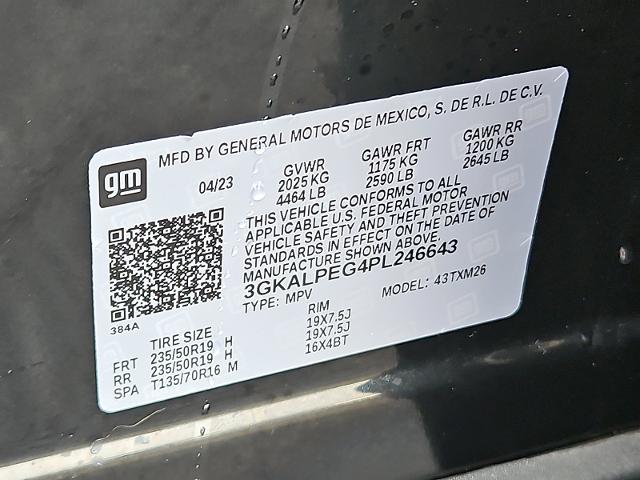 gm
MFD BY GENERAL MOTORS DE MEXICO, S. DE R.L. DE C.V.
04/23 GVWR GAWR FRT GAWR RR
2025 KG 1175 KG 1200 KG
4464 LB 2590 LB 2645 LB
THIS VEHICLE CONFORMS TO ALL
APPLICABLE U.S. FEDERAL MOTOR
VEHICLE SAFETY AND THEFT PREVENTION
STANDARDS IN EFFECT ON THE DATE OF
MANUFACTURE SHOWN ABOVE.
3GKALPEG4PL246643
TYPE: MPV MODEL: 43TXM26
384A
TIRE SIZE RIM
FRT 235/50R19 H 19X7.5J
RR 235/50R19 H 19X7.5J
SPA T135/70R16 M 16X4BT